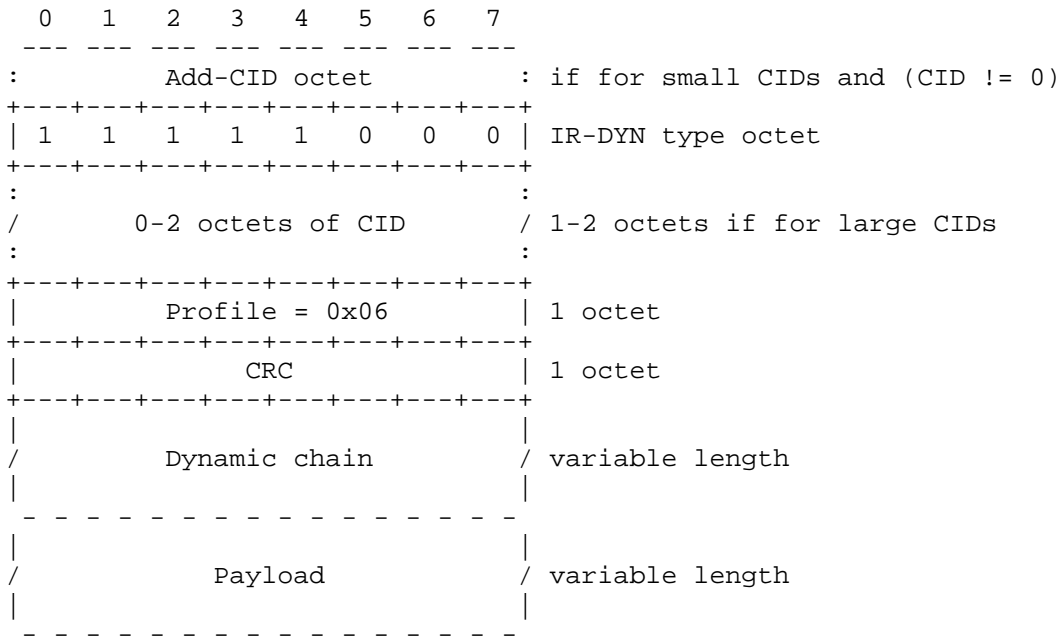 0   1   2   3   4   5   6   7
 --- --- --- --- --- --- --- ---
:         Add-CID octet         : if for small CIDs and (CID != 0)
+---+---+---+---+---+---+---+---+
| 1   1   1   1   1   0   0   0 | IR-DYN type octet
+---+---+---+---+---+---+---+---+
:                               :
/       0-2 octets of CID       / 1-2 octets if for large CIDs
:                               :
+---+---+---+---+---+---+---+---+
|         Profile = 0x06        | 1 octet
+---+---+---+---+---+---+---+---+
|              CRC              | 1 octet
+---+---+---+---+---+---+---+---+
|                               |
/         Dynamic chain         / variable length
|                               |
 - - - - - - - - - - - - - - - -
|                               |
/            Payload            / variable length
|                               |
 - - - - - - - - - - - - - - - -